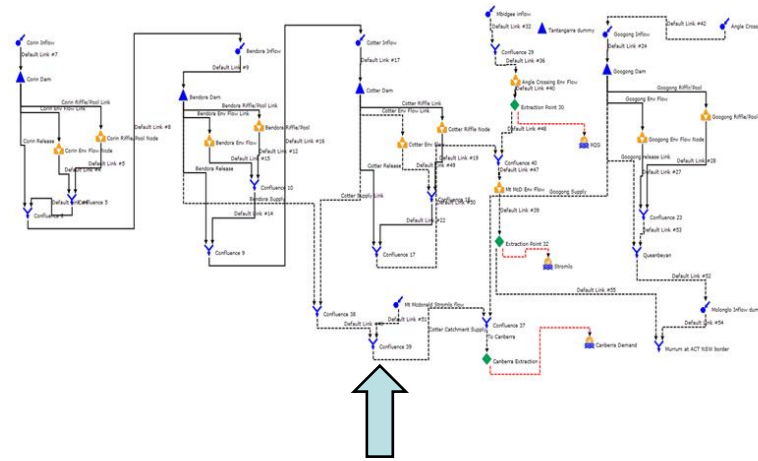 Corin Inflow
Default Link #7
Corin Dam
Corin Riffle/Pool Link
Corin Env Flow Link
Corin Riffle/Pool Node
Corin Release
Corin Env Flow Node
Default Link #5
Confluence 5
Default Link #8
Bendora Inflow
Default Link #9
Bendora Dam
Bendora Riffle/Pool Link
Bendora Env Flow Link
Bendora Riffle/Pool
Bendora Env Flow
Default Link #12
Default Link #15
Bendora Release
Confluence 10
Bendora Supply
Default Link #14
Confluence 9
Default Link #16
Cotter Inflow
Default Link #17
Cotter Dam
Cotter Riffle Link
Cotter Env Flow Link
Cotter Riffle Node
Cotter Release
Default Link #49
Default Link #19
Cotter Supply Link
Default Link #22
Confluence 17
Mbidgee Inflow
Default Link #32
Confluence 29
Default Link #36
Angle Crossing Env Flow
Default Link #40
Extraction Point 30
Default Link #48
M2G
Confluence 40
Default Link #47
Mt McD Env Flow
Default Link #39
Extraction Point 32
Stromlo
Default Link #55
Tantangarra dummy
Googong Inflow
Default Link #42
Default Link #24
Googong Dam
Googong Riffle/Pool
Googong Env Flow
Googong Riffle/Pool
Googong Env Flow Node
Googong release Link
Default Link #28
Default Link #27
Googong Supply
Confluence 23
Default Link #53
Queanbeyan
Default Link #52
Default Link #54
Murrum at ACT NSW border
Confluence 38
Mt Mcdonald Stromlo flow
Default Link #51
Confluence 39
Cotter Catchment Supply
Confluence 37
To Canberra
Canberra Extraction
Canberra Demand